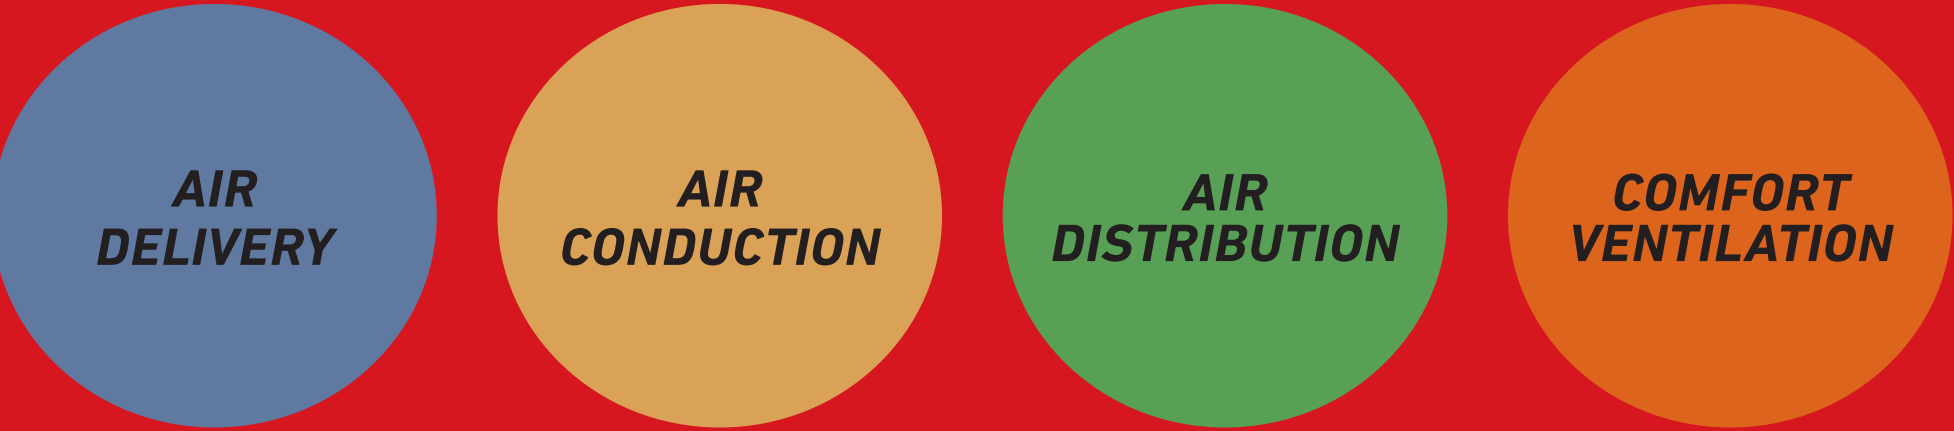 AIR
DELIVERY
AIR
CONDUCTION
AIR
DISTRIBUTION
COMFORT
VENTILATION